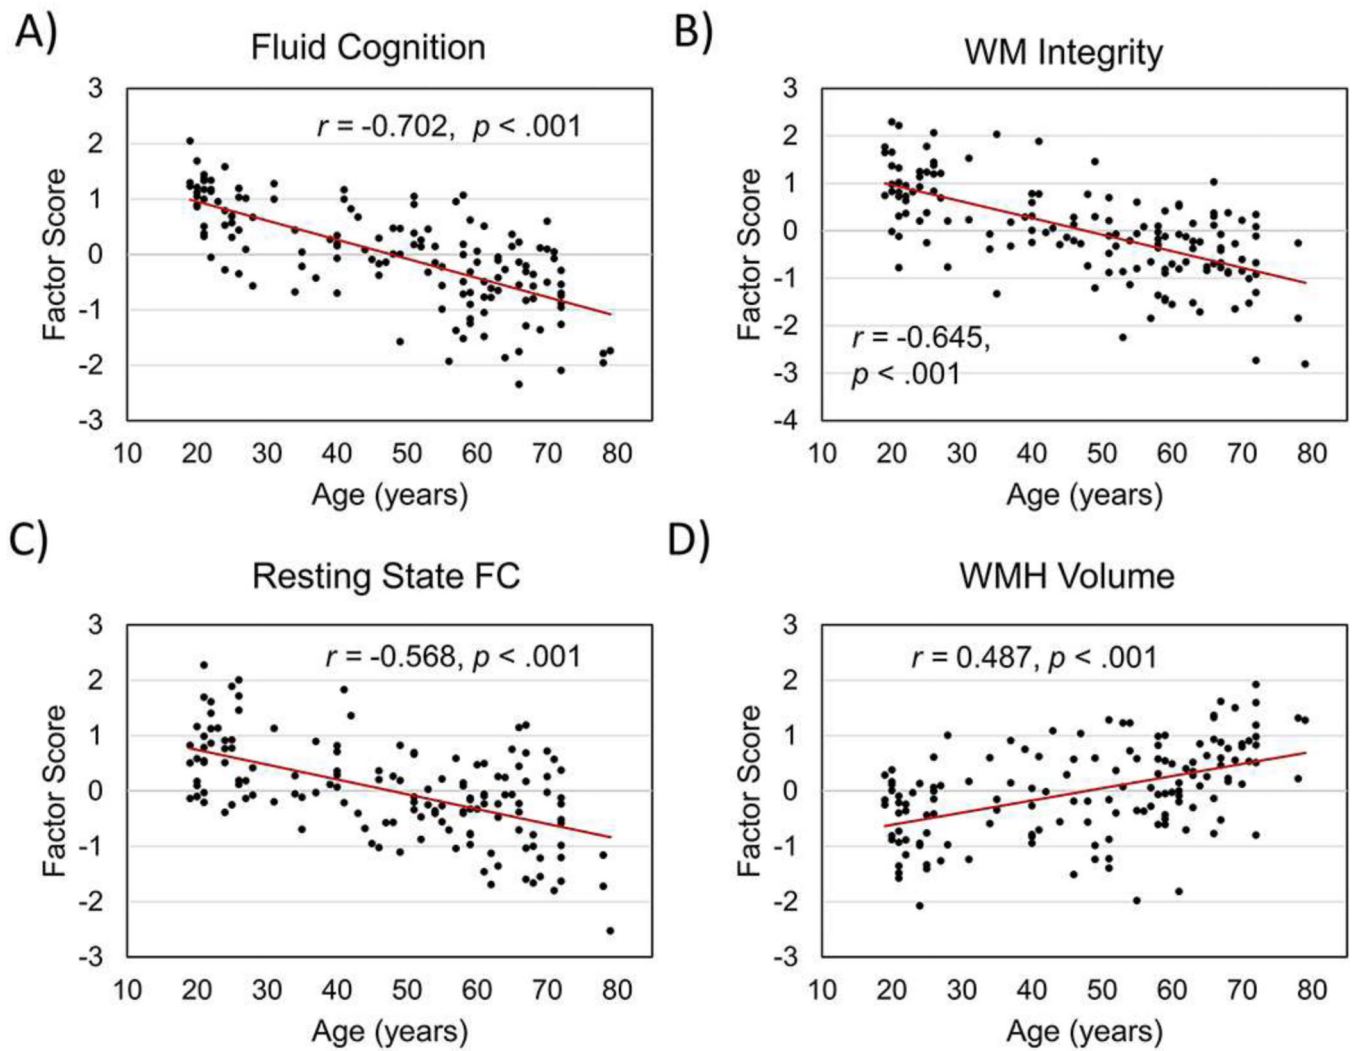 A)
Fluid Cognition
r = -0.702, p < .001
3
2
1
0
-1
-2
-3
Factor Score
10 20 30 40 50 60 70 80
Age (years)
B)
WM Integrity
r = -0.645,
p < .001
3
2
1
0
-1
-2
-3
-4
Factor Score
10 20 30 40 50 60 70 80
Age (years)
C)
Resting State FC
r = -0.568, p < .001
3
2
1
0
-1
-2
-3
Factor Score
10 20 30 40 50 60 70 80
Age (years)
D)
WMH Volume
r = 0.487, p < .001
3
2
1
0
-1
-2
-3
Factor Score
10 20 30 40 50 60 70 80
Age (years)